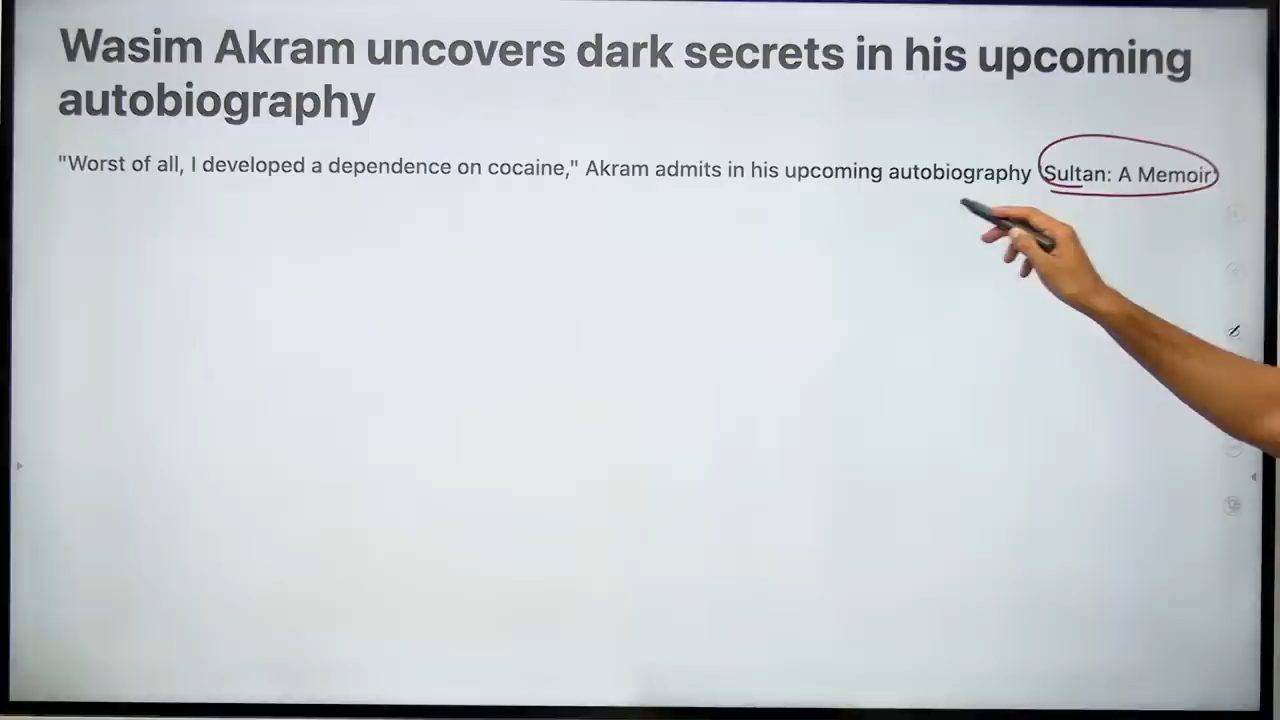 Wasim Akram uncovers dark secrets in his upcoming
autobiography
"Worst of all, I developed a dependence on cocaine," Akram admits in his upcoming autobiography Sultan: A Memoir